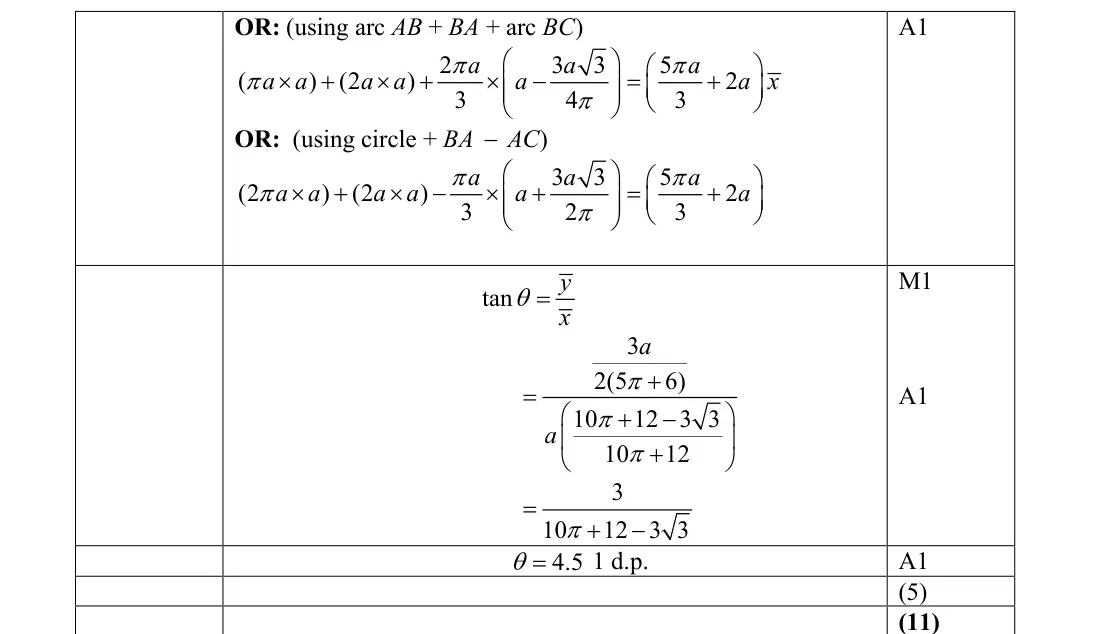 OR: (using arc AB + BA + arc BC)
A1
(πa × a) + (2a × a) + 2πa/3 × (a − 3a√3/4π) = (5πa/3 + 2a) x̅
OR: (using circle + BA − AC)
(2πa × a) + (2a × a) − πa/3 × (a + 3a√3/2π) = (5πa/3 + 2a)
tan θ = y̅/x̅
M1
= (3a/(2(5π + 6))) / (a((10π + 12 − 3√3)/(10π + 12)))
A1
= 3/(10π + 12 − 3√3)
θ = 4.5 1 d.p.
A1
(5)
(11)